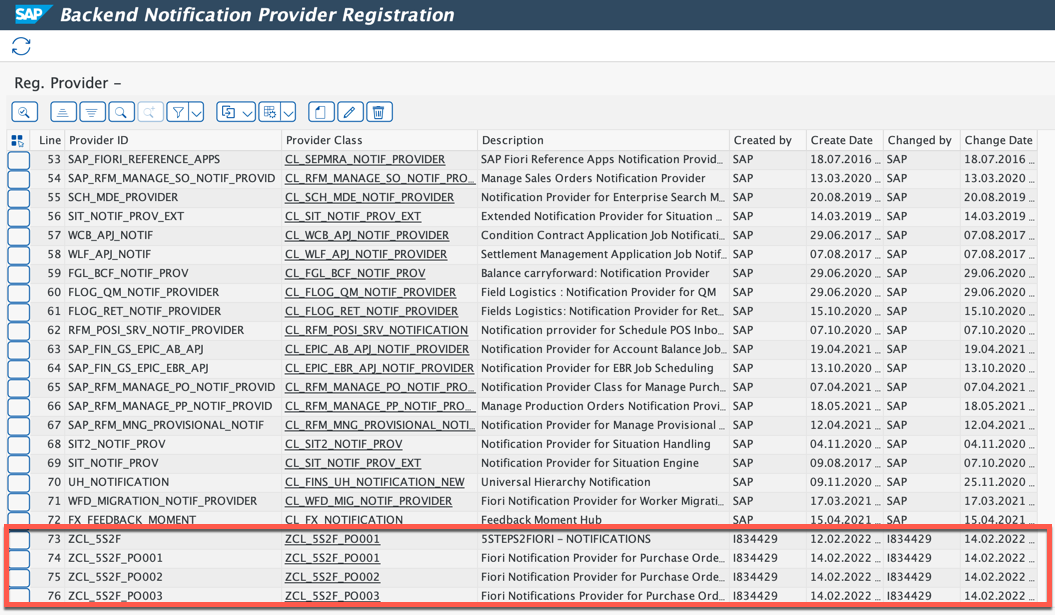 SAP Backend Notification Provider Registration
Reg. Provider –
Line Provider ID Provider Class Description Created by Create Date Changed by Change Date
53 SAP_FIORI_REFERENCE_APPS CL_SEPMRA_NOTIF_PROVIDER SAP Fiori Reference Apps Notification Provid... SAP 18.07.2016 ... SAP 18.07.2016 ...
54 SAP_RFM_MANAGE_SO_NOTIF_PROVID CL_RFM_MANAGE_SO_NOTIF_PRO... Manage Sales Orders Notification Provider SAP 13.03.2020 ... SAP 13.03.2020 ...
55 SCH_MDE_PROVIDER CL_SCH_MDE_NOTIF_PROVIDER Notification Provider for Enterprise Search M... SAP 20.08.2019 ... SAP 20.08.2019 ...
56 SIT_NOTIF_PROV_EXT CL_SIT_NOTIF_PROV_EXT Extended Notification Provider for Situation ... SAP 14.03.2019 ... SAP 14.03.2019 ...
57 WCB_APJ_NOTIF CL_WCB_APJ_NOTIF_PROVIDER Condition Contract Application Job Notificati... SAP 29.06.2017 ... SAP 07.08.2017 ...
58 WLF_APJ_NOTIF CL_WLF_APJ_NOTIF_PROVIDER Settlement Management Application Job Notif... SAP 07.08.2017 ... SAP 07.08.2017 ...
59 FGL_BCF_NOTIF_PROV CL_FGL_BCF_NOTIF_PROV Balance carryforward: Notification Provider SAP 29.06.2020 ... SAP 29.06.2020 ...
60 FLOG_QM_NOTIF_PROVIDER CL_FLOG_QM_NOTIF_PROVIDER Field Logistics : Notification Provider for QM SAP 29.06.2020 ... SAP 29.06.2020 ...
61 FLOG_RET_NOTIF_PROVIDER CL_FLOG_RET_NOTIF_PROVIDER Fields Logistics: Notification Provider for Ret... SAP 15.10.2020 ... SAP 15.10.2020 ...
62 RFM_POSI_SRV_NOTIF_PROVIDER CL_RFM_POSI_SRV_NOTIFICATION Notification prrovider for Schedule POS Inbo... SAP 07.10.2020 ... SAP 07.10.2020 ...
63 SAP_FIN_GS_EPIC_AB_APJ CL_EPIC_AB_APJ_NOTIF_PROVIDER Notification Provider for Account Balance Job... SAP 19.04.2021 ... SAP 19.04.2021 ...
64 SAP_FIN_GS_EPIC_EBR_APJ CL_EPIC_EBR_APJ_NOTIF_PROVIDER Notification Provider for EBR Job Scheduling SAP 13.10.2020 ... SAP 13.10.2020 ...
65 SAP_RFM_MANAGE_PO_NOTIF_PROVID CL_RFM_MANAGE_PO_NOTIF_PRO... Notification Provider Class for Manage Purch... SAP 07.04.2021 ... SAP 07.04.2021 ...
66 SAP_RFM_MANAGE_PP_NOTIF_PROVID CL_RFM_MANAGE_PP_NOTIF_PRO... Manage Production Orders Notification Provi... SAP 18.05.2021 ... SAP 18.05.2021 ...
67 SAP_RFM_MNG_PROVISIONAL_NOTIF CL_RFM_MNG_PROVISIONAL_NOTI... Notification Provider for Manage Provisional ... SAP 12.04.2021 ... SAP 12.04.2021 ...
68 SIT2_NOTIF_PROV CL_SIT2_NOTIF_PROV Notification Provider for Situation Handling SAP 04.11.2020 ... SAP 04.11.2020 ...
69 SIT_NOTIF_PROV CL_SIT_NOTIF_PROV_EXT Notification Provider for Situation Engine SAP 09.08.2017 ... SAP 07.10.2020 ...
70 UH_NOTIFICATION CL_FINS_UH_NOTIFICATION_NEW Universal Hierarchy Notification SAP 09.11.2020 ... SAP 25.11.2020 ...
71 WFD_MIGRATION_NOTIF_PROVIDER CL_WFD_MIG_NOTIF_PROVIDER Fiori Notification Provider for Worker Migrati... SAP 17.03.2021 ... SAP 17.03.2021 ...
72 FX_FEEDBACK_MOMENT CL_FX_NOTIFICATION Feedback Moment Hub SAP 15.04.2021 ... SAP 15.04.2021 ...
73 ZCL_5S2F ZCL_5S2F_PO001 5STEPS2FIORI – NOTIFICATIONS I834429 12.02.2022 ... I834429 14.02.2022 ...
74 ZCL_5S2F_PO001 ZCL_5S2F_PO001 Fiori Notification Provider for Purchase Orde... I834429 14.02.2022 ... I834429 14.02.2022 ...
75 ZCL_5S2F_PO002 ZCL_5S2F_PO002 Fiori Notification Provider for Purchase Orde... I834429 14.02.2022 ... I834429 14.02.2022 ...
76 ZCL_5S2F_PO003 ZCL_5S2F_PO003 Fiori Notifications Provider for Purchase Ord... I834429 14.02.2022 ... I834429 14.02.2022 ...